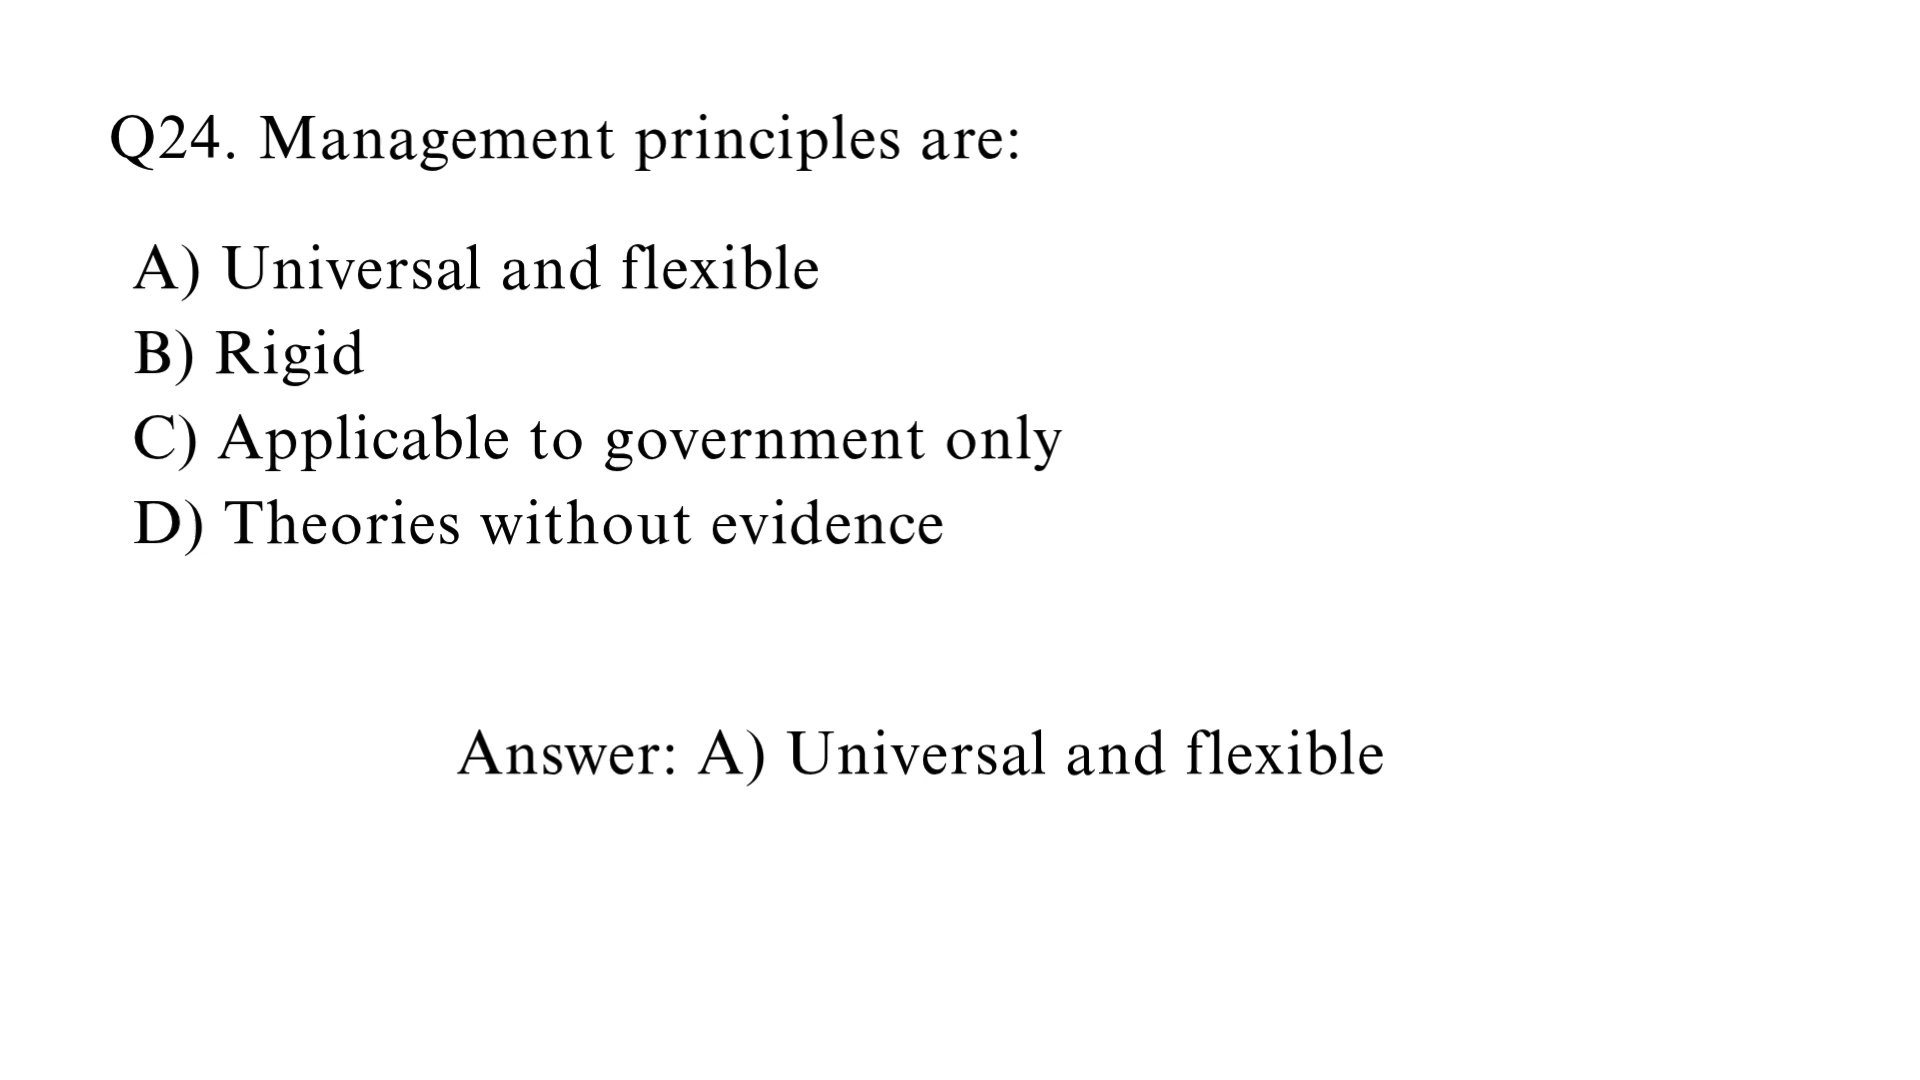 Q24. Management principles are:
A) Universal and flexible
B) Rigid
C) Applicable to government only
D) Theories without evidence
Answer: A) Universal and flexible